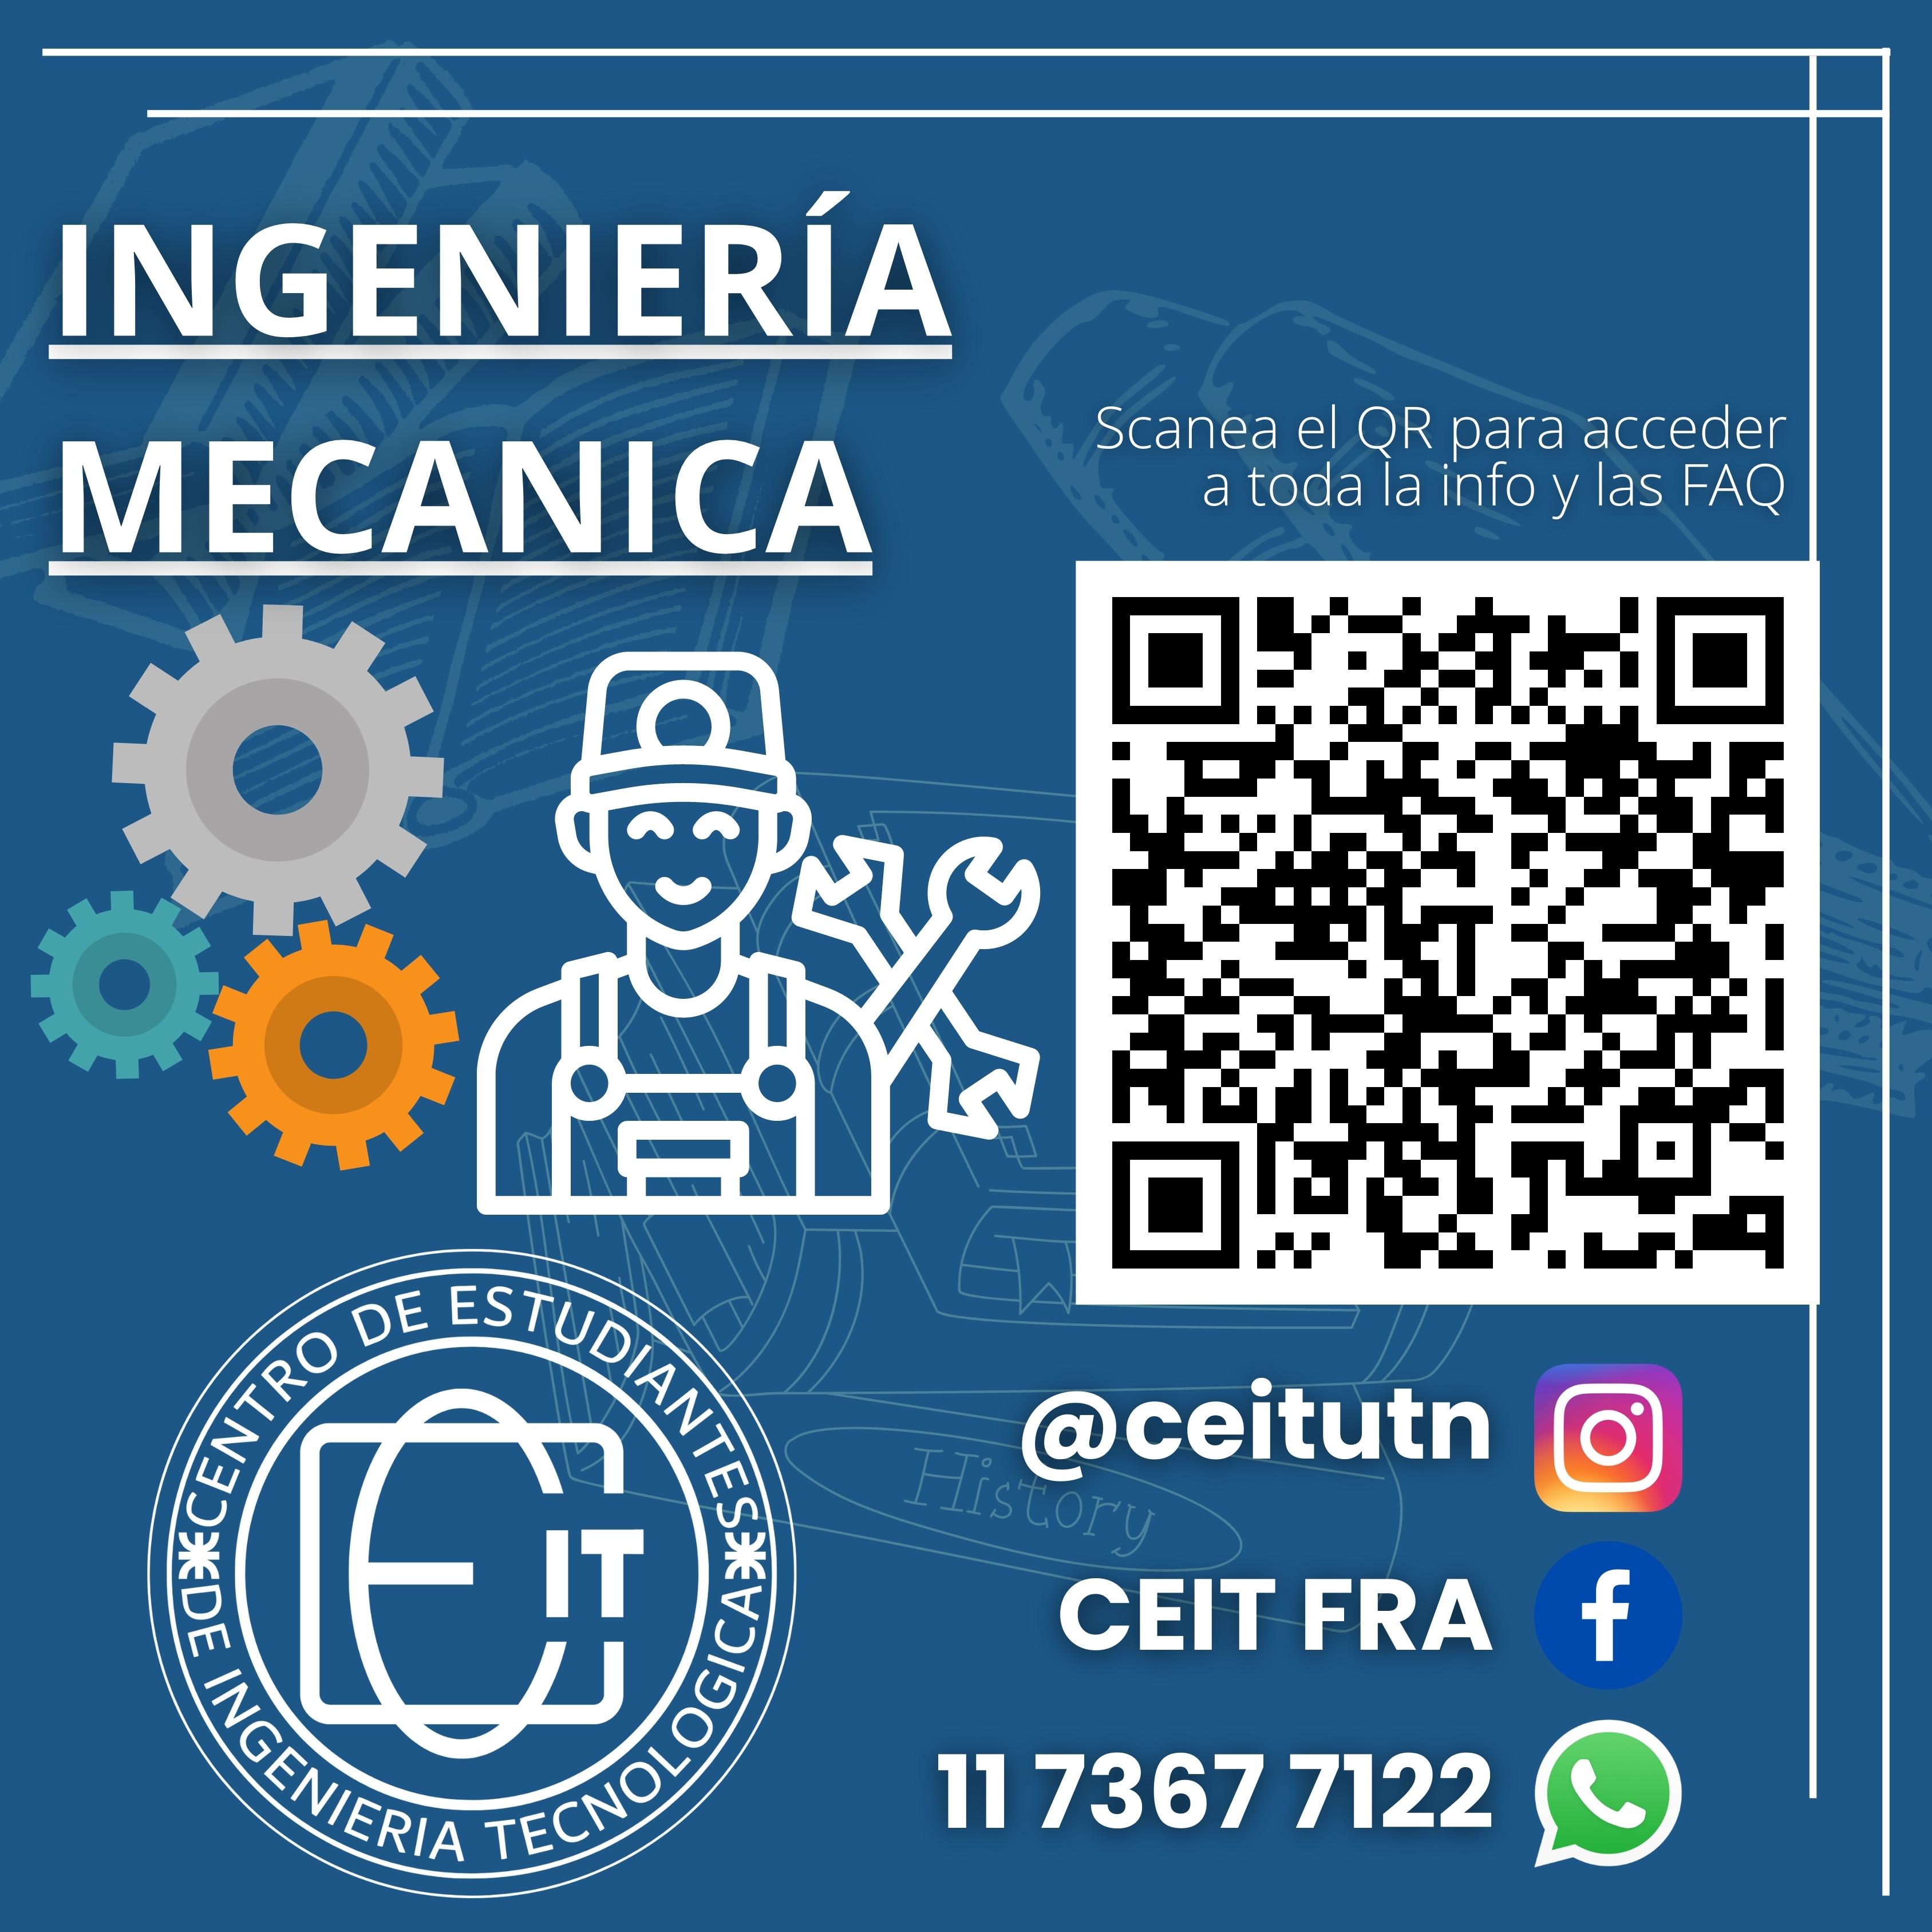 INGENIERÍA
MECANICA
Scanea el QR para acceder
a toda la info y las FAQ
CENTRO DE ESTUDIANTES
DE INGENIERIA TECNOLOGICA
IT
History
@ceitutn
CEIT FRA
11 7367 7122